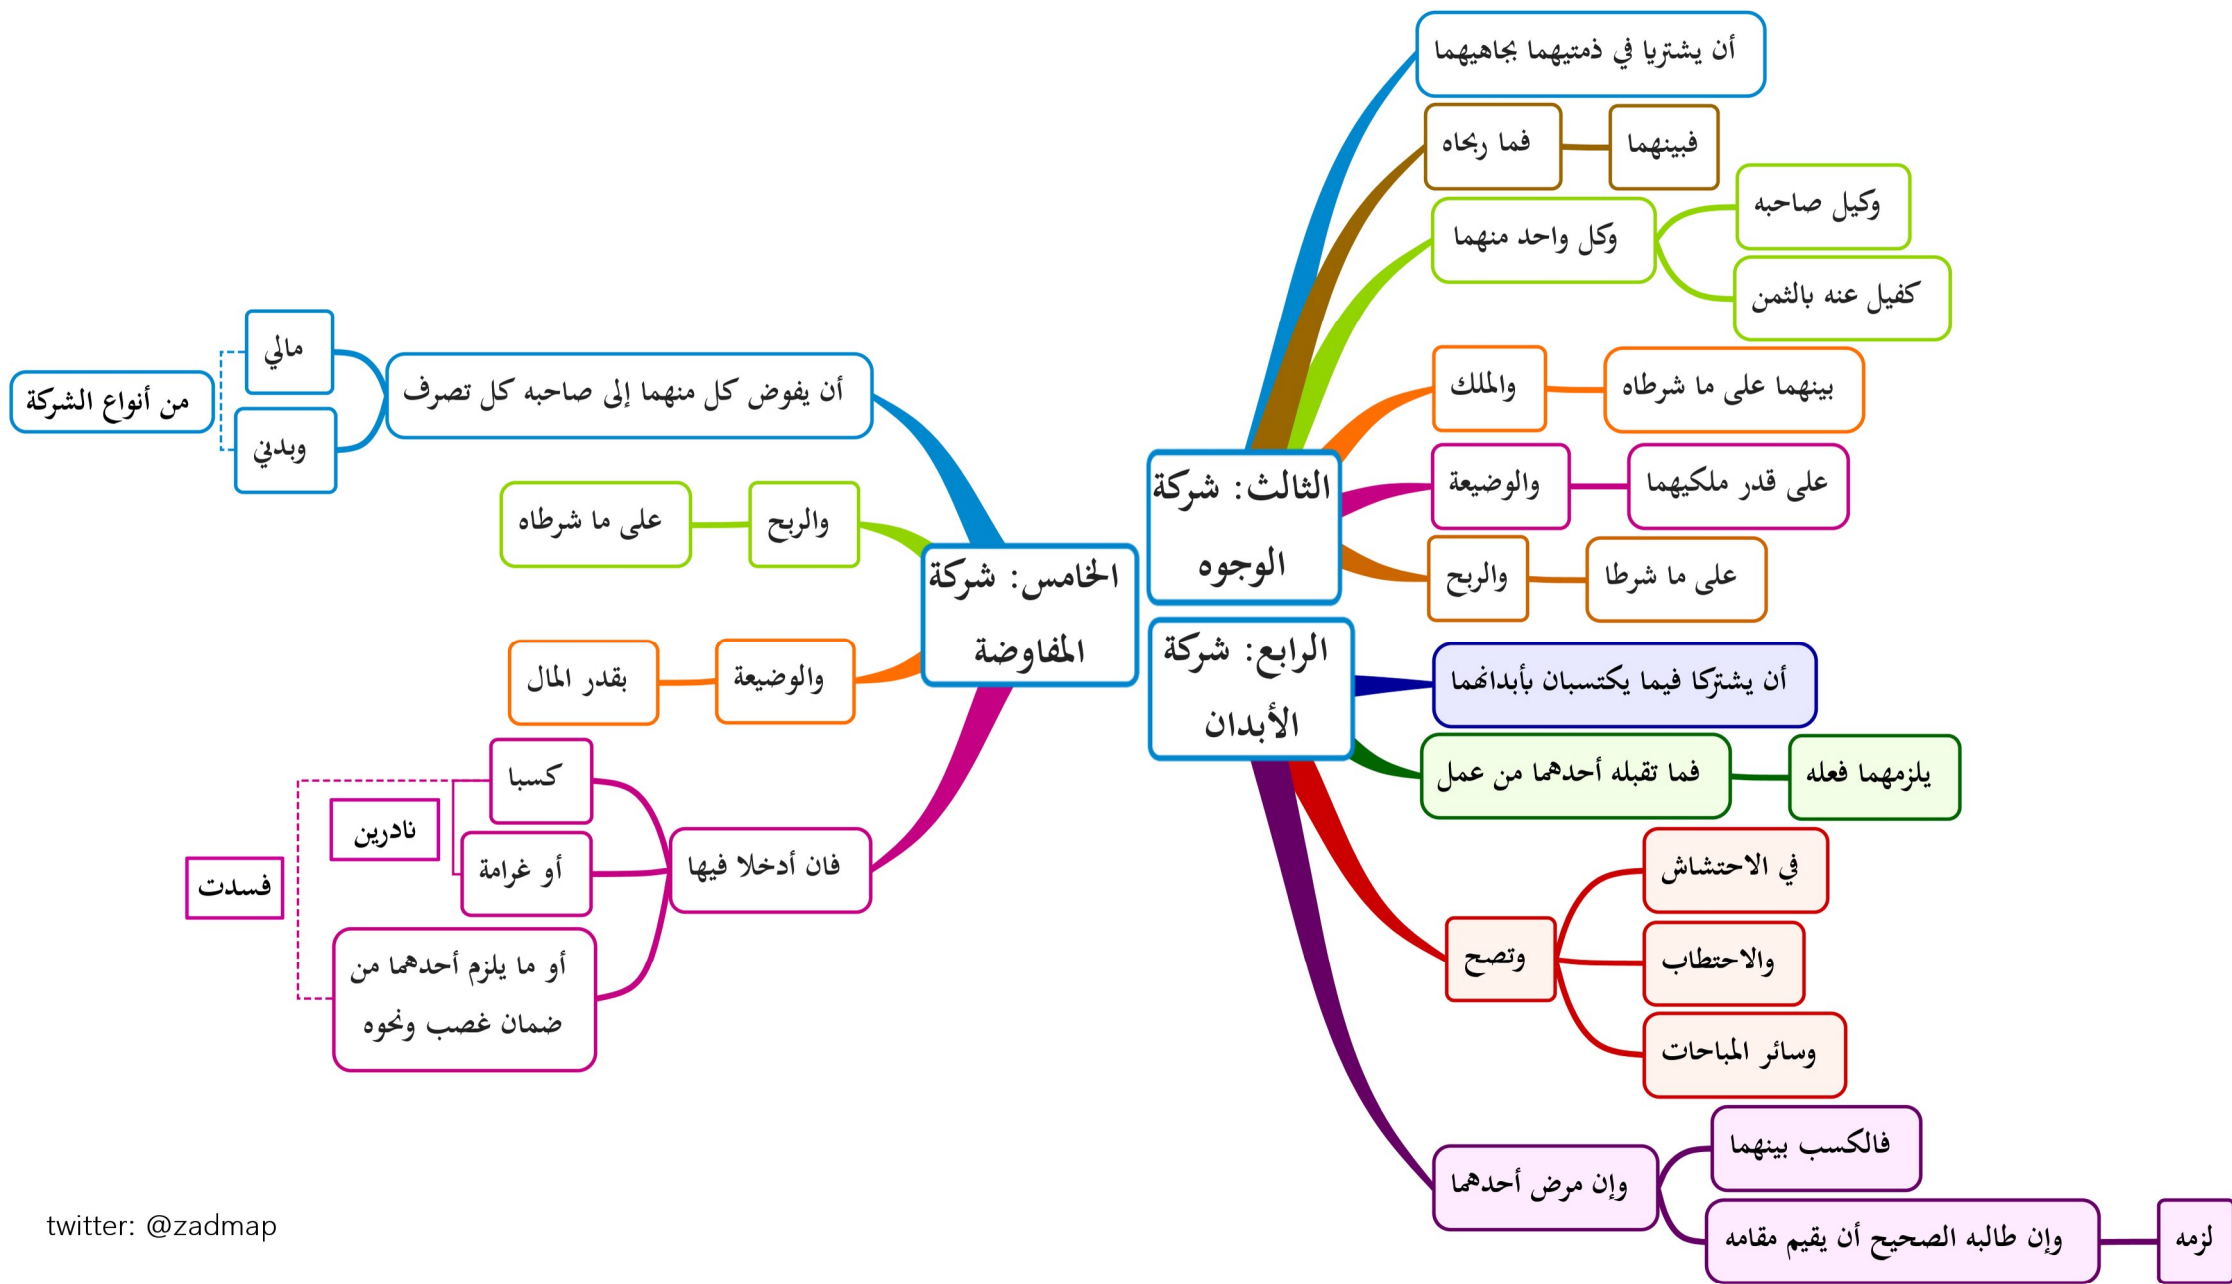 الثالث: شركة
الوجوه
أن يشتريا في ذمتيهما بجاهيهما
فما ربحاه
فبينهما
وكل واحد منهما
وكيل صاحبه
كفيل عنه بالثمن
والملك
بينهما على ما شرطاه
والوضيعة
على قدر ملكيهما
والربح
على ما شرطا
الرابع: شركة
الأبدان
أن يشتركا فيما يكتسبان بأبدانهما
فما تقبله أحدهما من عمل
يلزمهما فعله
وتصح
في الاحتشاش
والاحتطاب
وسائر المباحات
وإن مرض أحدهما
فالكسب بينهما
وإن طالبه الصحيح أن يقيم مقامه
لزمه
الخامس: شركة
المفاوضة
أن يفوض كل منهما إلى صاحبه كل تصرف
مالي
وبدني
من أنواع الشركة
والربح
على ما شرطاه
والوضيعة
بقدر المال
فان أدخلا فيها
كسبا
أو غرامة
نادرين
أو ما يلزم أحدهما من
ضمان غصب ونحوه
فسدت
twitter: @zadmap